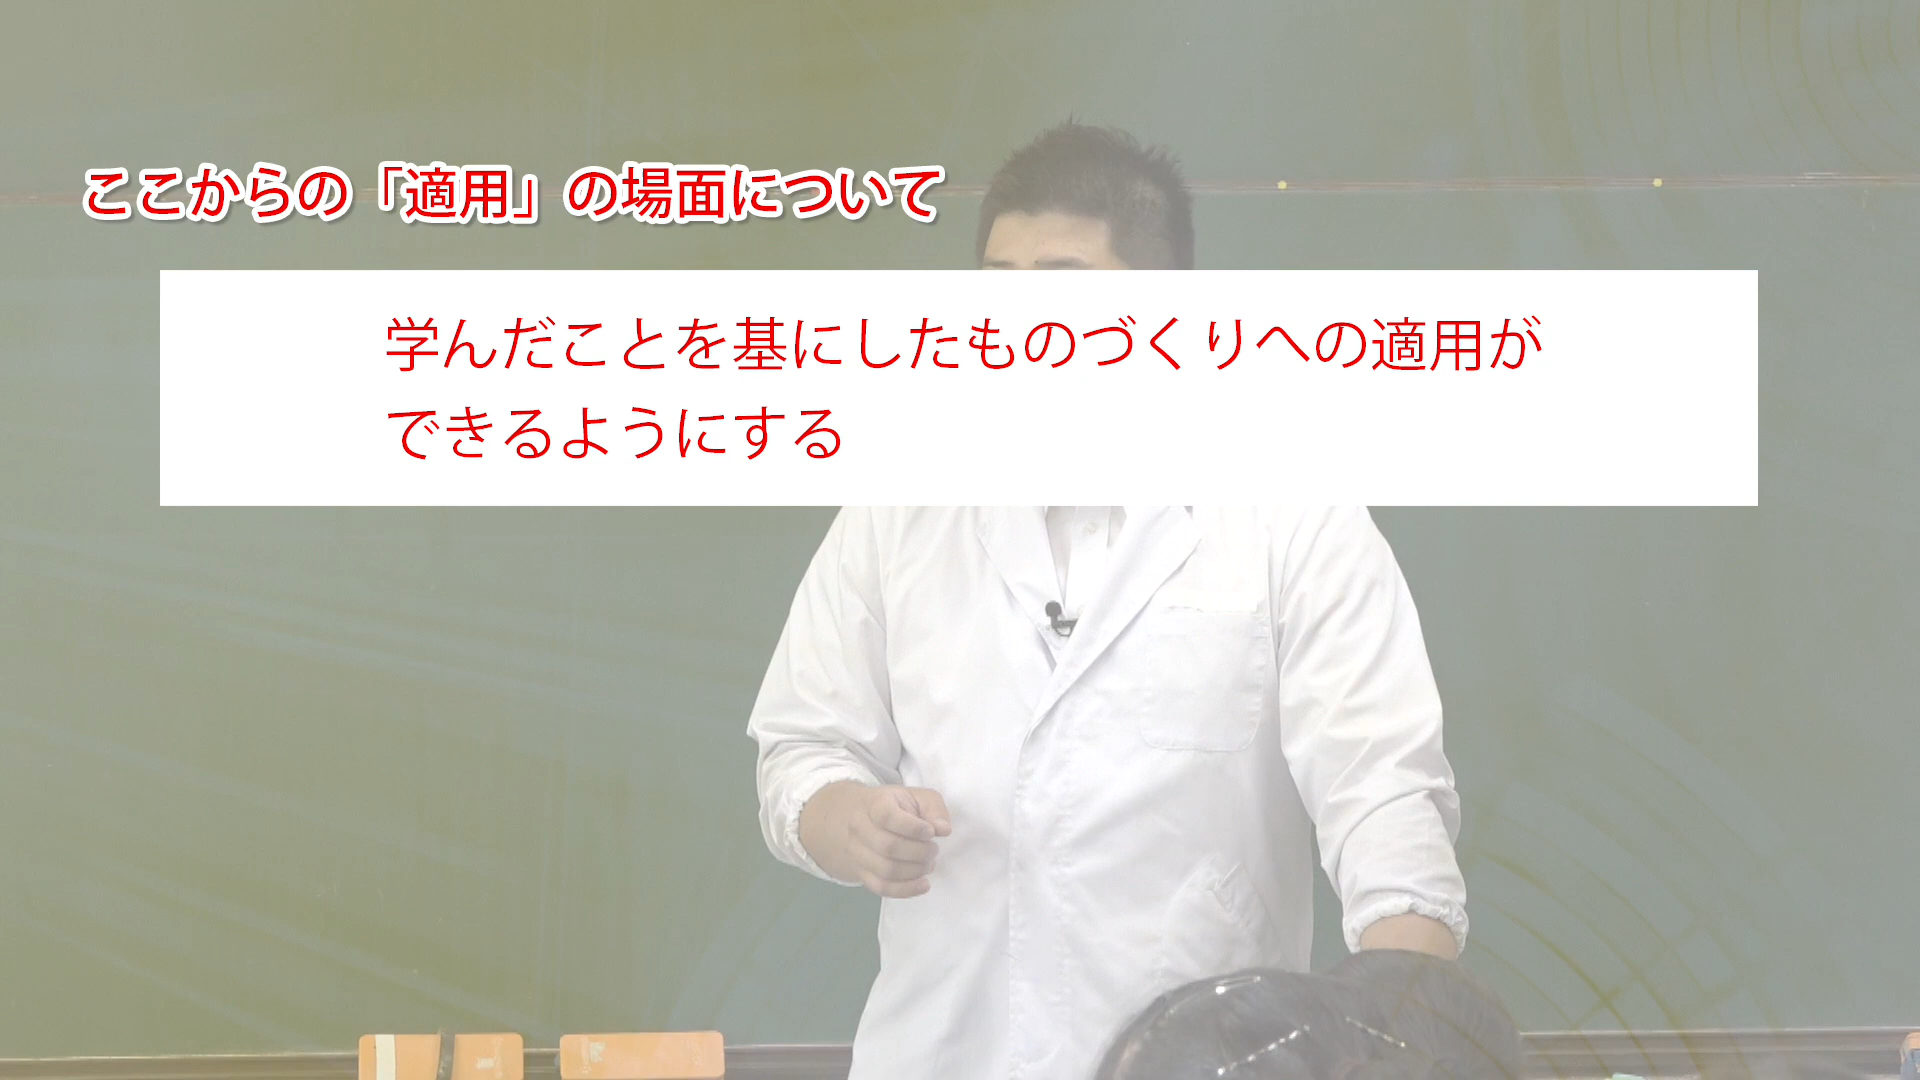 ここからの「適用」の場面について
学んだことを基にしたものづくりへの適用が
できるようにする